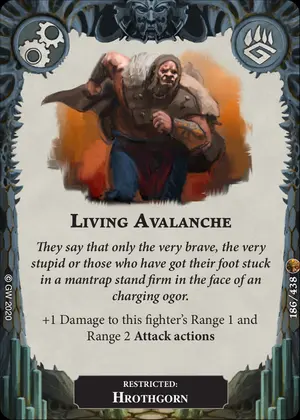 Living Avalanche
They say that only the very brave, the very
stupid or those who have got their foot stuck
in a mantrap stand firm in the face of an
charging ogor.
+1 Damage to this fighter's Range 1 and
Range 2 Attack actions
© GW 2020
186/438
RESTRICTED:
Hrothgorn